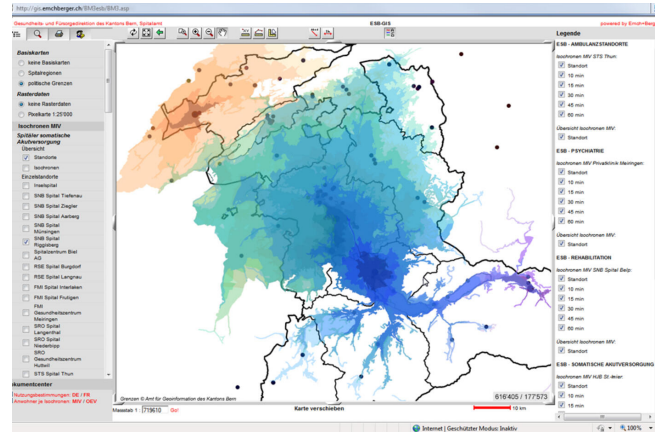 http://gis.emchberger.ch/BMIesb/BMI.asp
Gesundheits- und Fürsorgedirektion des Kantons Bern, Spitalamt
ESB-GIS
powered by Emch+Berger
Basiskarten
keine Basiskarten
Spitalregionen
politische Grenzen
Rasterdaten
keine Rasterdaten
Pixelkarte 1:25'000
Isochronen MIV
Spitäler somatische
Akutversorgung
Übersicht
Standorte
Isochronen
Einzelstandorte
Inselspital
SNB Spital Tiefenau
SNB Spital Ziegler
SNB Spital Aarberg
SNB Spital
Münsingen
SNB Spital
Riggisberg
Spitalzentrum Biel
AG
RSE Spital Burgdorf
RSE Spital Langnau
FMI Spital Interlaken
FMI Spital Frutigen
FMI
Gesundheitszentrum
Meiringen
SRO Spital
Langenthal
SRO Spital
Niederbipp
SRO
Gesundheitszentrum
Huttwil
STS Spital Thun
Dokumentcenter
Nutzungsbestimmungen: DE / FR
Anwohner je Isochronen: MIV / OEV
Grenzen © Amt für Geoinformation des Kantons Bern
616'405 / 177'573
Massstab 1 : 719610 Go!
Karte verschieben
10 km
Legende
ESB - AMBULANZSTANDORTE
Isochronen MIV STS Thun:
Standort
10 min
15 min
30 min
45 min
60 min
Übersicht Isochronen MIV:
Standort
ESB - PSYCHIATRIE
Isochronen MIV Privatklinik Meiringen:
Standort
10 min
15 min
30 min
45 min
60 min
Übersicht Isochronen MIV:
Standort
ESB - REHABILITATION
Isochronen MIV SNB Spital Belp:
Standort
10 min
15 min
30 min
45 min
60 min
Übersicht Isochronen MIV:
Standort
ESB - SOMATISCHE AKUTVERSORGUNG
Isochronen MIV HJB St-Imier:
Standort
10 min
15 min
Internet | Geschützter Modus: Inaktiv
100%